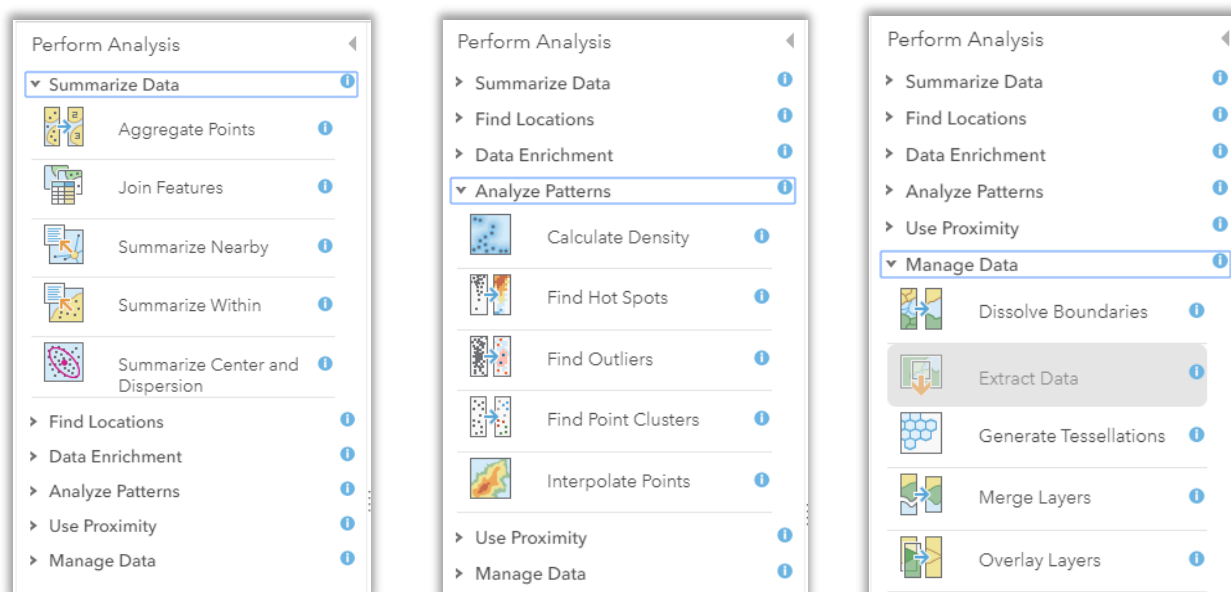 Perform Analysis
Summarize Data
Aggregate Points
Join Features
Summarize Nearby
Summarize Within
Summarize Center and
Dispersion
Find Locations
Data Enrichment
Analyze Patterns
Use Proximity
Manage Data
Perform Analysis
Summarize Data
Find Locations
Data Enrichment
Analyze Patterns
Calculate Density
Find Hot Spots
Find Outliers
Find Point Clusters
Interpolate Points
Use Proximity
Manage Data
Perform Analysis
Summarize Data
Find Locations
Data Enrichment
Analyze Patterns
Use Proximity
Manage Data
Dissolve Boundaries
Extract Data
Generate Tessellations
Merge Layers
Overlay Layers